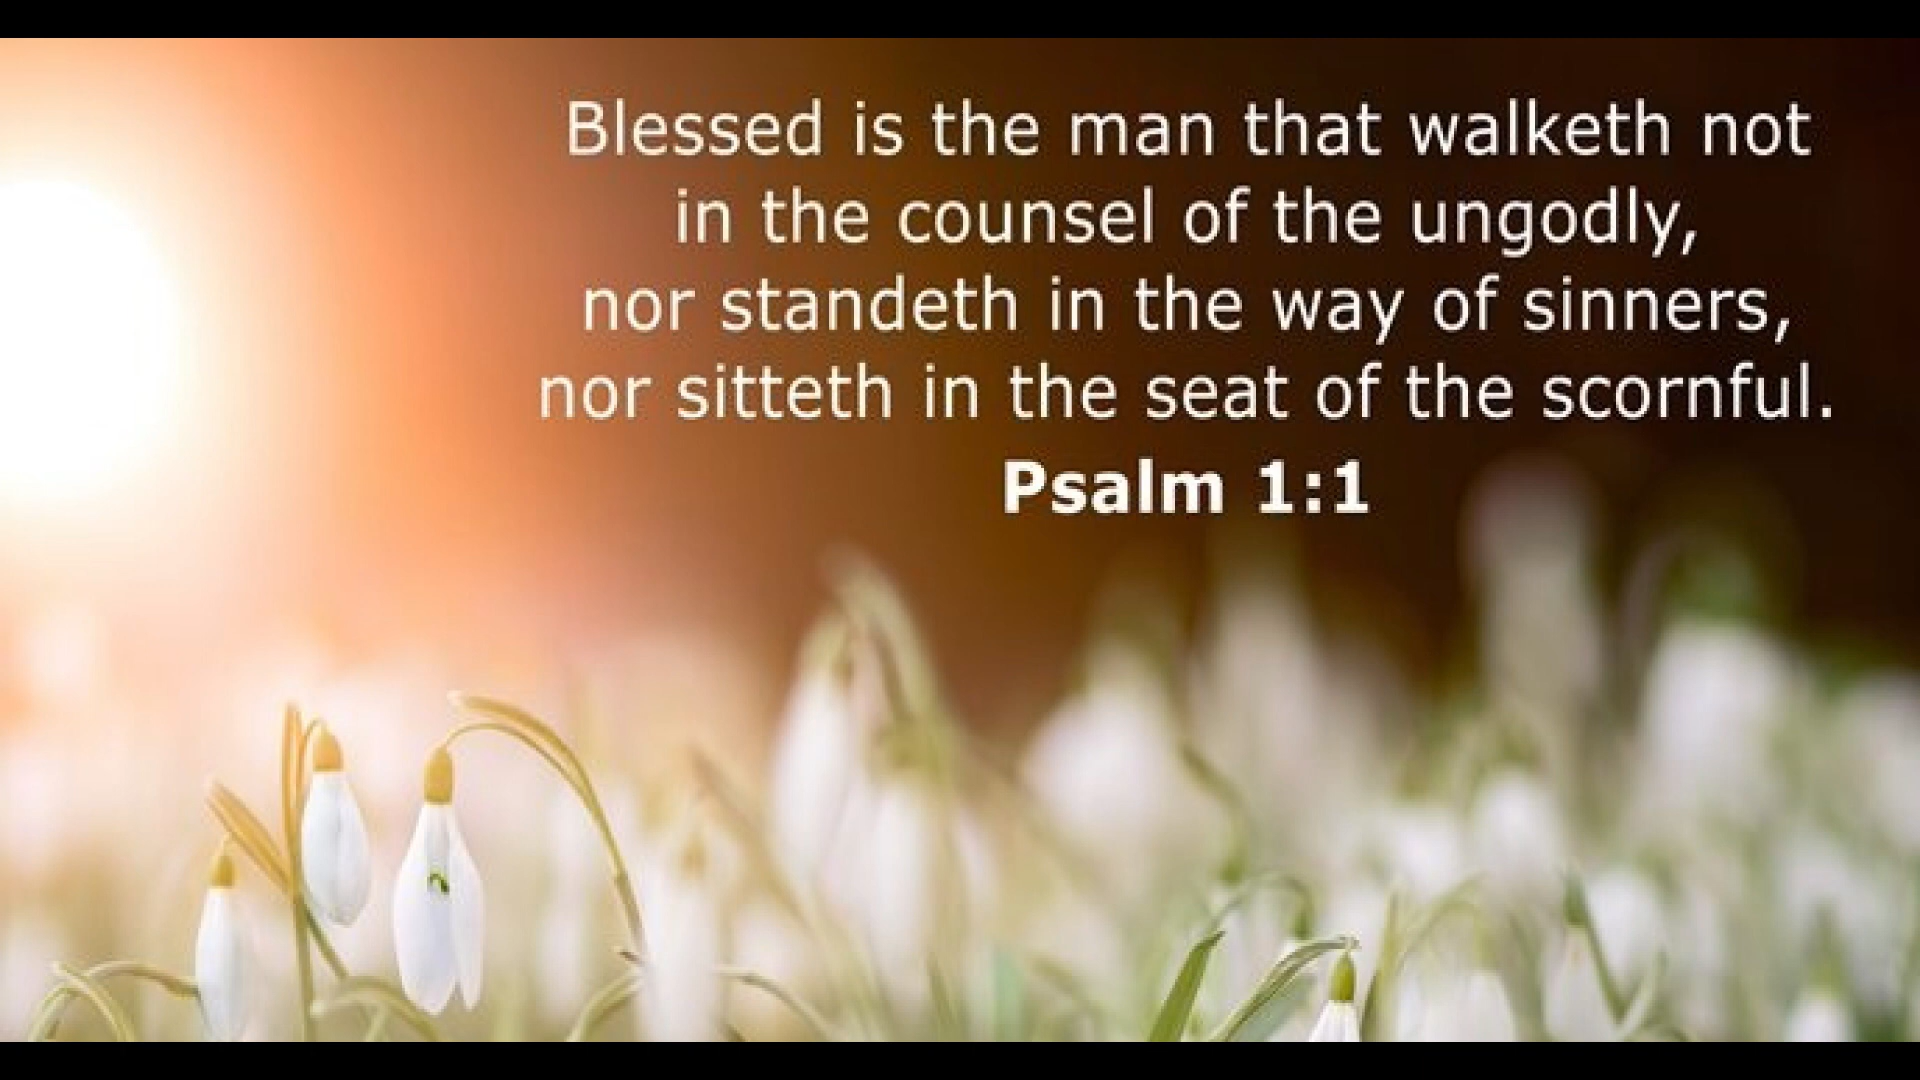 Blessed is the man that walketh not
in the counsel of the ungodly,
nor standeth in the way of sinners,
nor sitteth in the seat of the scornful.
Psalm 1:1